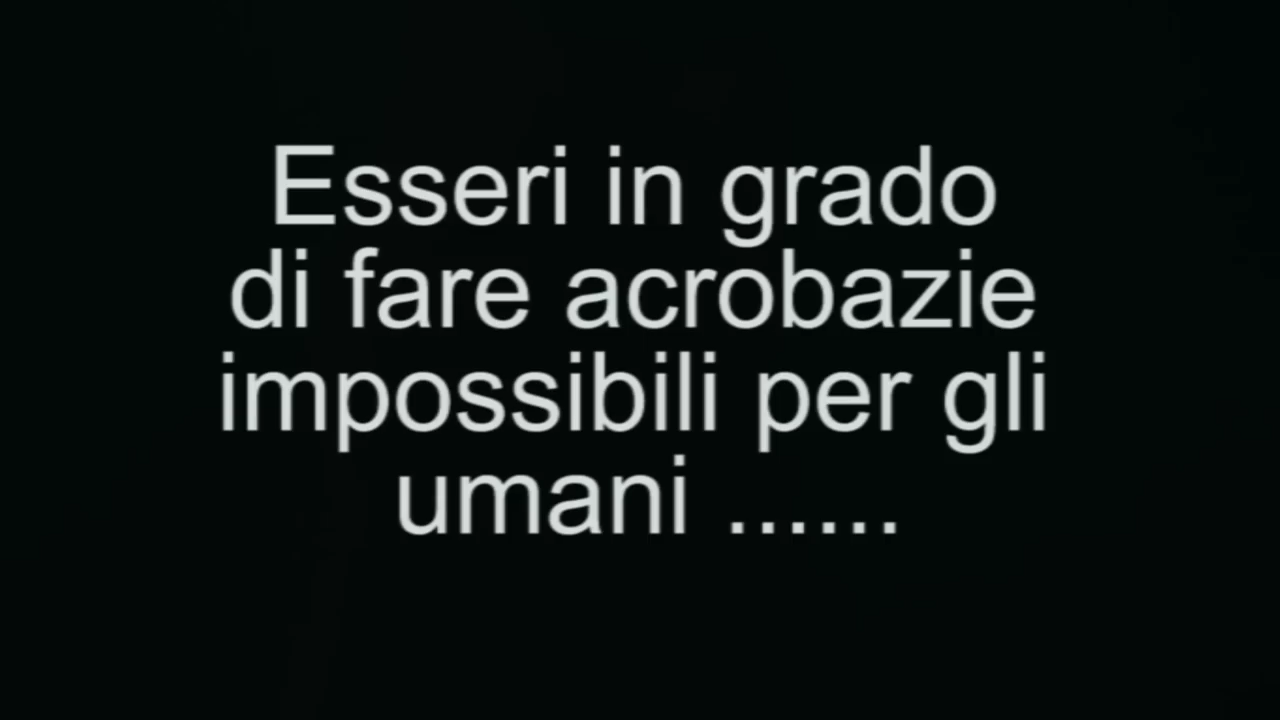 Esseri in grado
di fare acrobazie
impossibili per gli
umani ......